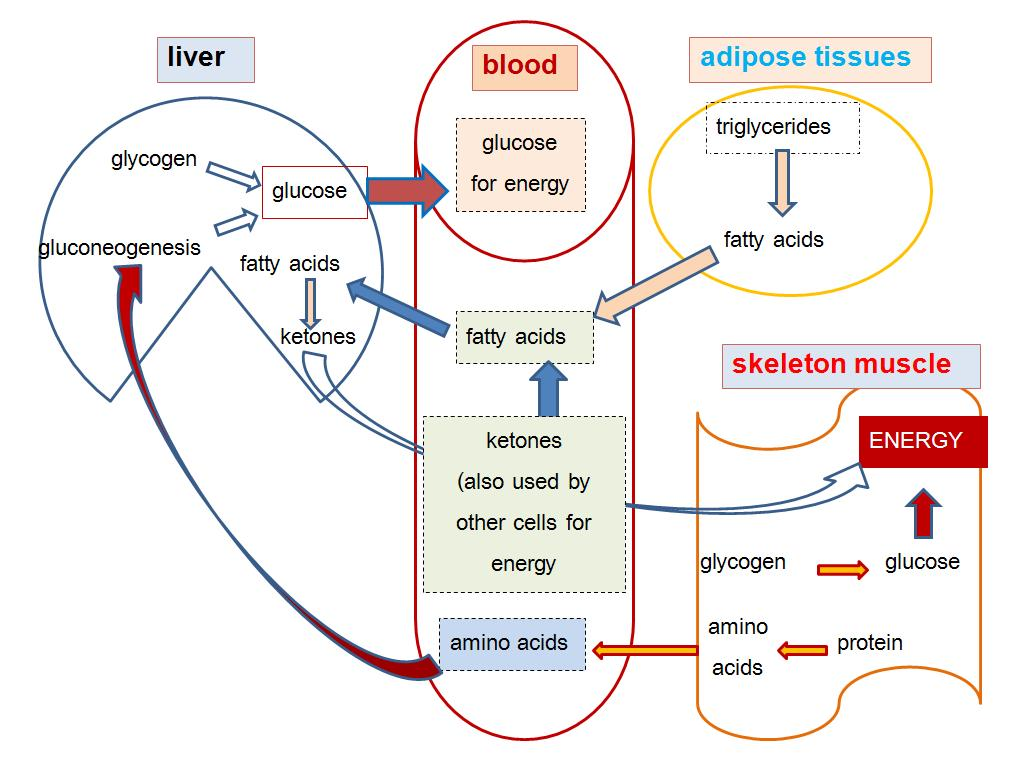 liver
glycogen
glucose
gluconeogenesis
fatty acids
ketones
blood
glucose
for energy
fatty acids
ketones
(also used by
other cells for
energy
amino acids
adipose tissues
triglycerides
fatty acids
skeleton muscle
ENERGY
glycogen
glucose
amino
acids
protein